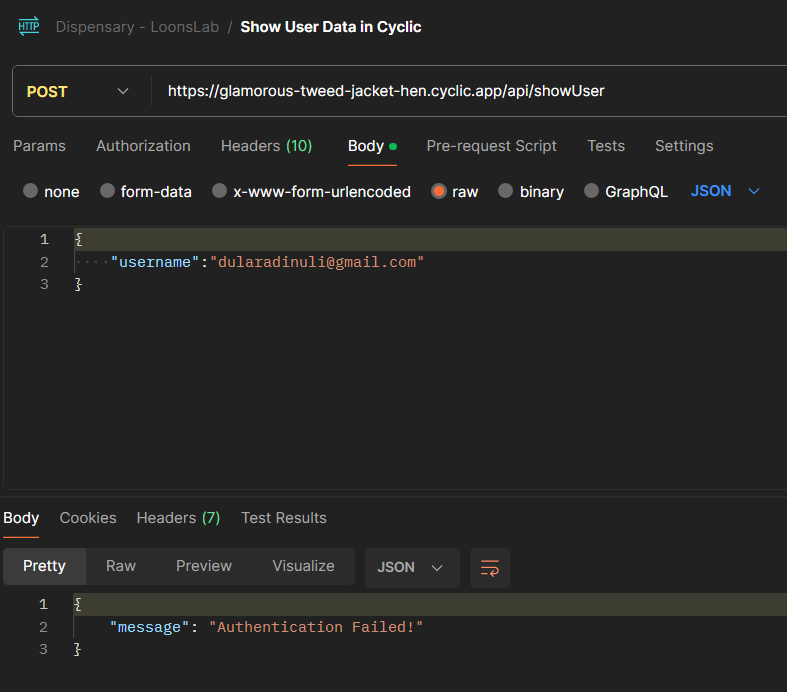 HTTP Dispensary - LoonsLab / Show User Data in Cyclic
POST https://glamorous-tweed-jacket-hen.cyclic.app/api/showUser
Params Authorization Headers (10) Body Pre-request Script Tests Settings
none form-data x-www-form-urlencoded raw binary GraphQL JSON
1 {
2 ····"username":"dularadinuli@gmail.com"
3 }
Body Cookies Headers (7) Test Results
Pretty Raw Preview Visualize JSON
1 {
2 "message": "Authentication Failed!"
3 }